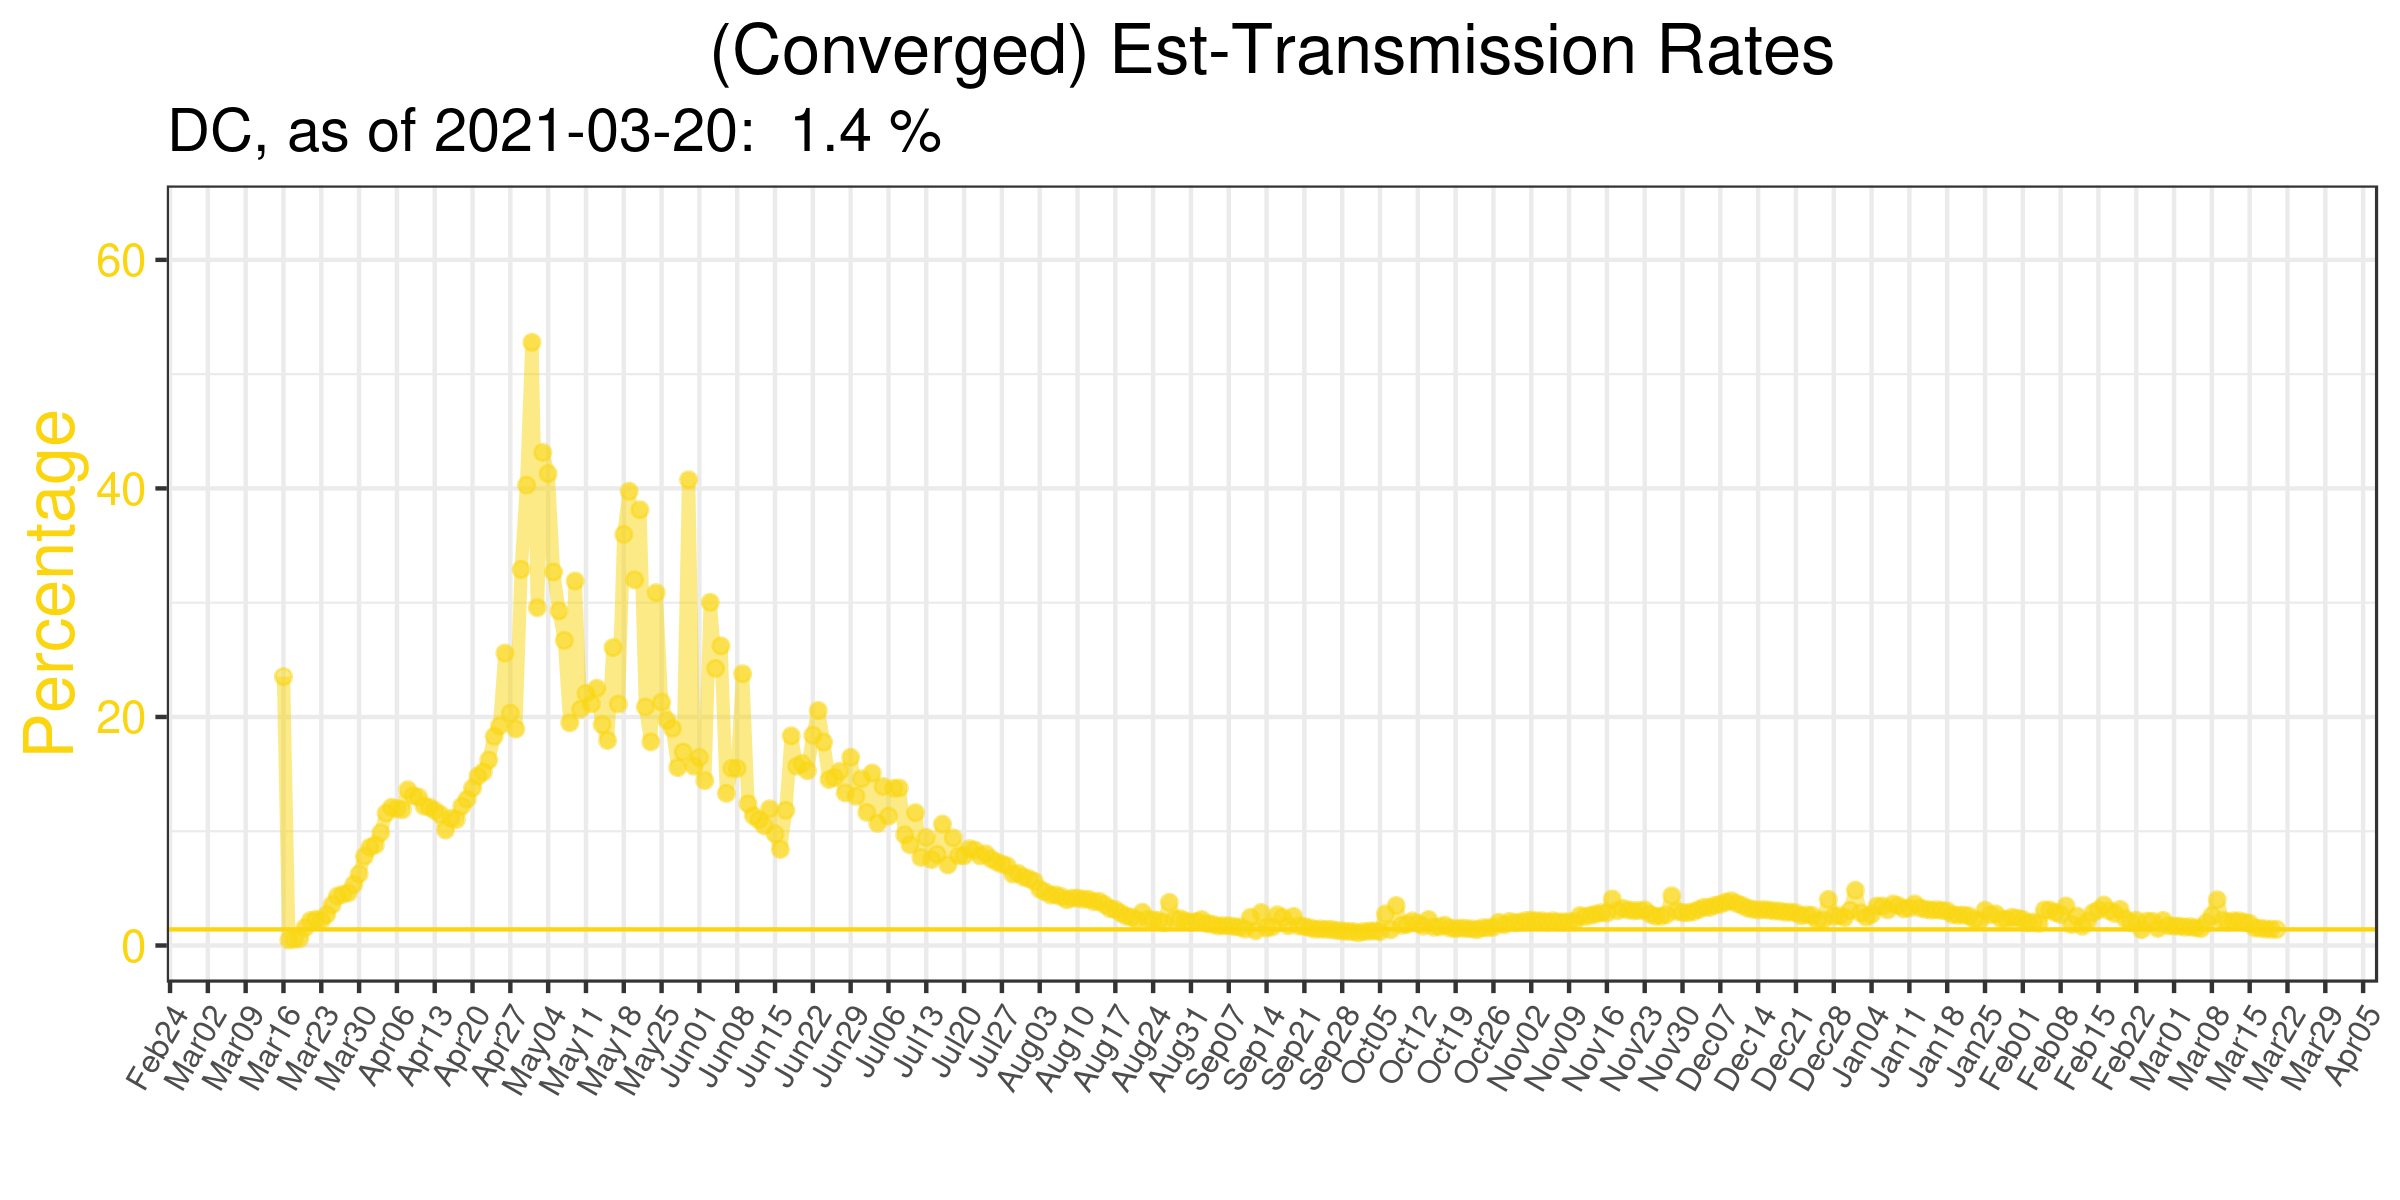 (Converged) Est-Transmission Rates
DC, as of 2021-03-20:  1.4 %
Percentage
60
40
20
0
Feb24
Mar02
Mar09
Mar16
Mar23
Mar30
Apr06
Apr13
Apr20
Apr27
May04
May11
May18
May25
Jun01
Jun08
Jun15
Jun22
Jun29
Jul06
Jul13
Jul20
Jul27
Aug03
Aug10
Aug17
Aug24
Aug31
Sep07
Sep14
Sep21
Sep28
Oct05
Oct12
Oct19
Oct26
Nov02
Nov09
Nov16
Nov23
Nov30
Dec07
Dec14
Dec21
Dec28
Jan04
Jan11
Jan18
Jan25
Feb01
Feb08
Feb15
Feb22
Mar01
Mar08
Mar15
Mar22
Mar29
Apr05